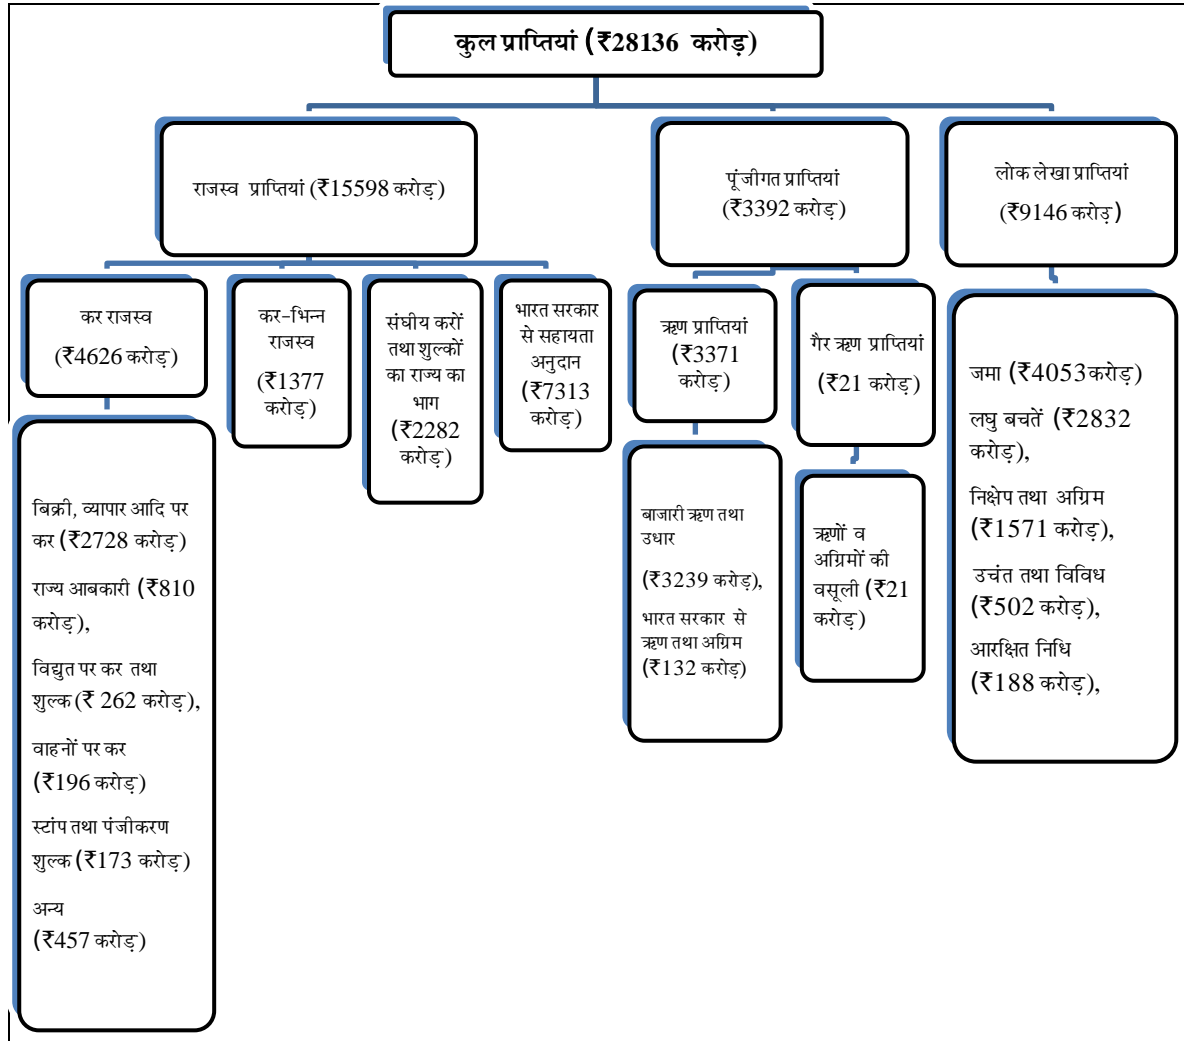 कुल प्राप्तियां (₹28136 करोड़)
राजस्व प्राप्तियां (₹15598 करोड़)
पूंजीगत प्राप्तियां
(₹3392 करोड़)
लोक लेखा प्राप्तियां
(₹9146 करोड़)
कर राजस्व
(₹4626 करोड़)
कर-भिन्न
राजस्व
(₹1377
करोड़)
संघीय करों
तथा शुल्कों
का राज्य का
भाग
(₹2282
करोड़)
भारत सरकार
से सहायता
अनुदान
(₹7313
करोड़)
ऋण प्राप्तियां
(₹3371
करोड़)
गैर ऋण प्राप्तियां
(₹21 करोड़)
बिक्री, व्यापार आदि पर
कर (₹2728 करोड़)
राज्य आबकारी (₹810
करोड़),
विद्युत पर कर तथा
शुल्क (₹ 262 करोड़),
वाहनों पर कर
(₹196 करोड़)
स्टांप तथा पंजीकरण
शुल्क (₹173 करोड़)
अन्य
(₹457 करोड़)
बाजारी ऋण तथा
उधार
(₹3239 करोड़),
भारत सरकार से
ऋण तथा अग्रिम
(₹132 करोड़)
ऋणों व
अग्रिमों की
वसूली (₹21
करोड़)
जमा (₹4053करोड़)
लघु बचतें (₹2832
करोड़),
निक्षेप तथा अग्रिम
(₹1571 करोड़),
उचंत तथा विविध
(₹502 करोड़),
आरक्षित निधि
(₹188 करोड़),